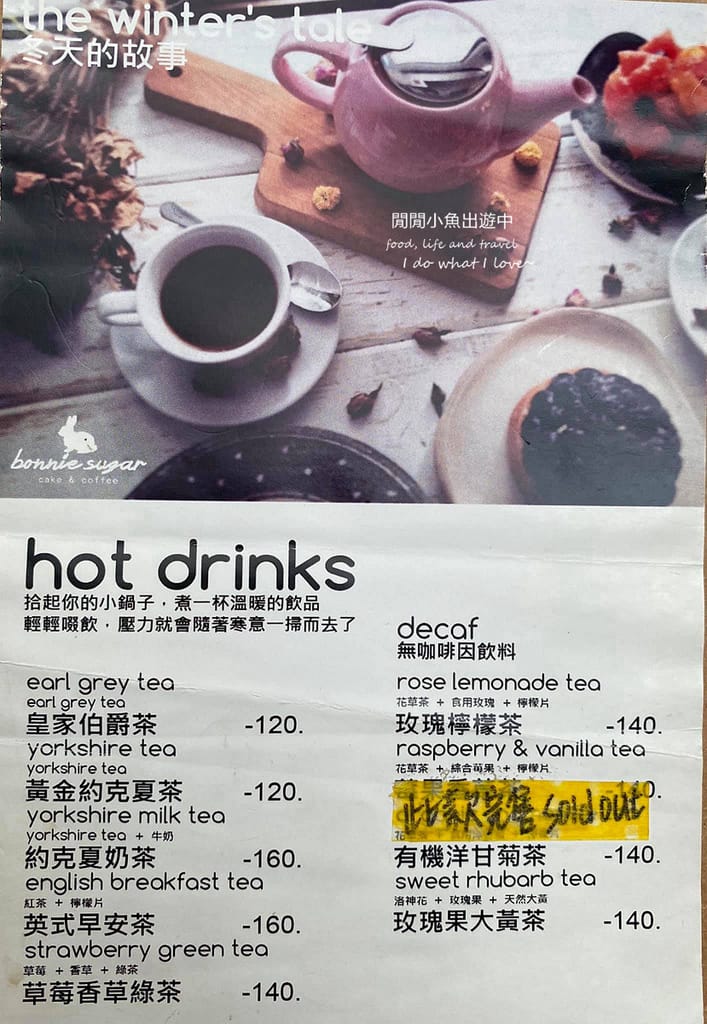 the winter's tale
冬天的故事
閒閒小魚出遊中
food, life and travel
I do what I love~
bonnie sugar
cake & coffee
hot drinks
拾起你的小鍋子，煮一杯溫暖的飲品
輕輕啜飲，壓力就會隨著寒意一掃而去了
earl grey tea
earl grey tea
皇家伯爵茶 -120.
yorkshire tea
yorkshire tea
黃金約克夏茶 -120.
yorkshire milk tea
yorkshire tea + 牛奶
約克夏奶茶 -160.
english breakfast tea
紅茶 + 檸檬片
英式早安茶 -160.
strawberry green tea
草莓 + 香草 + 綠茶
草莓香草綠茶 -140.
decaf
無咖啡因飲料
rose lemonade tea
花草茶 + 食用玫瑰 + 檸檬片
玫瑰檸檬茶 -140.
raspberry & vanilla tea
花草茶 + 綜合莓果 + 檸檬片
此款完售 sold out
有機洋甘菊茶 -140.
sweet rhubarb tea
洛神花 + 玫瑰果 + 天然大黃
玫瑰果大黃茶 -140.